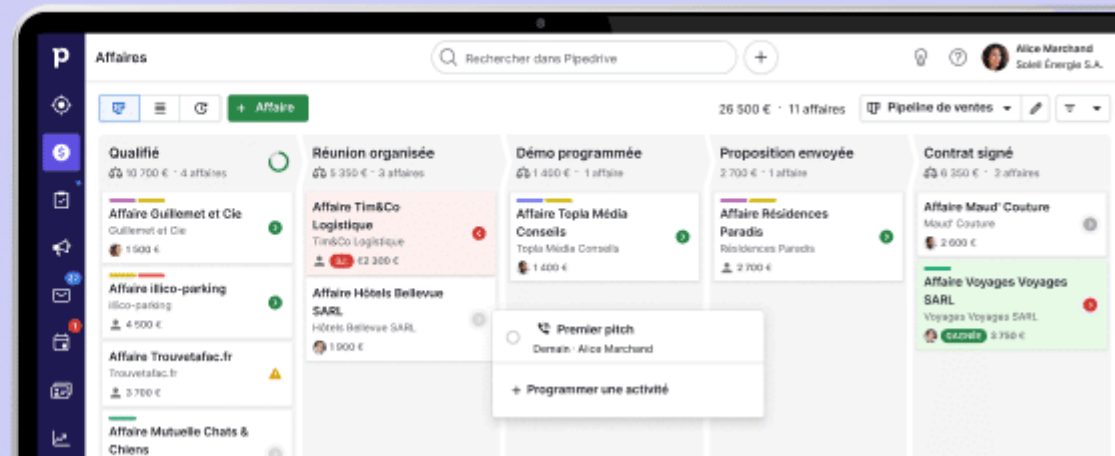 p
Affaires
Rechercher dans Pipedrive
+
Alice Marchand
Soleil Énergie S.A.
+ Affaire
26 500 € · 11 affaires
Pipeline de ventes
Qualifié
10 700 € · 4 affaires
Affaire Guillemet et Cie
Guillemet et Cie
1 500 €
Affaire illico-parking
illico-parking
4 500 €
Affaire Trouvetafac.fr
Trouvetafac.fr
3 700 €
Affaire Mutuelle Chats &
Chiens
Réunion organisée
5 350 € · 3 affaires
Affaire Tim&Co
Logistique
Tim&Co Logistique
Affaire Hôtels Bellevue
SARL
Hôtels Bellevue SARL
1 900 €
Démo programmée
1 400 € · 1 affaire
Affaire Topla Média
Conseils
Topla Média Conseils
1 400 €
Premier pitch
Demain · Alice Marchand
+ Programmer une activité
Proposition envoyée
2 700 € · 1 affaire
Affaire Résidences
Paradis
Résidences Paradis
2 700 €
Contrat signé
6 350 € · 2 affaires
Affaire Maud' Couture
Maud' Couture
2 600 €
Affaire Voyages Voyages
SARL
Voyages Voyages SARL
3 750 €